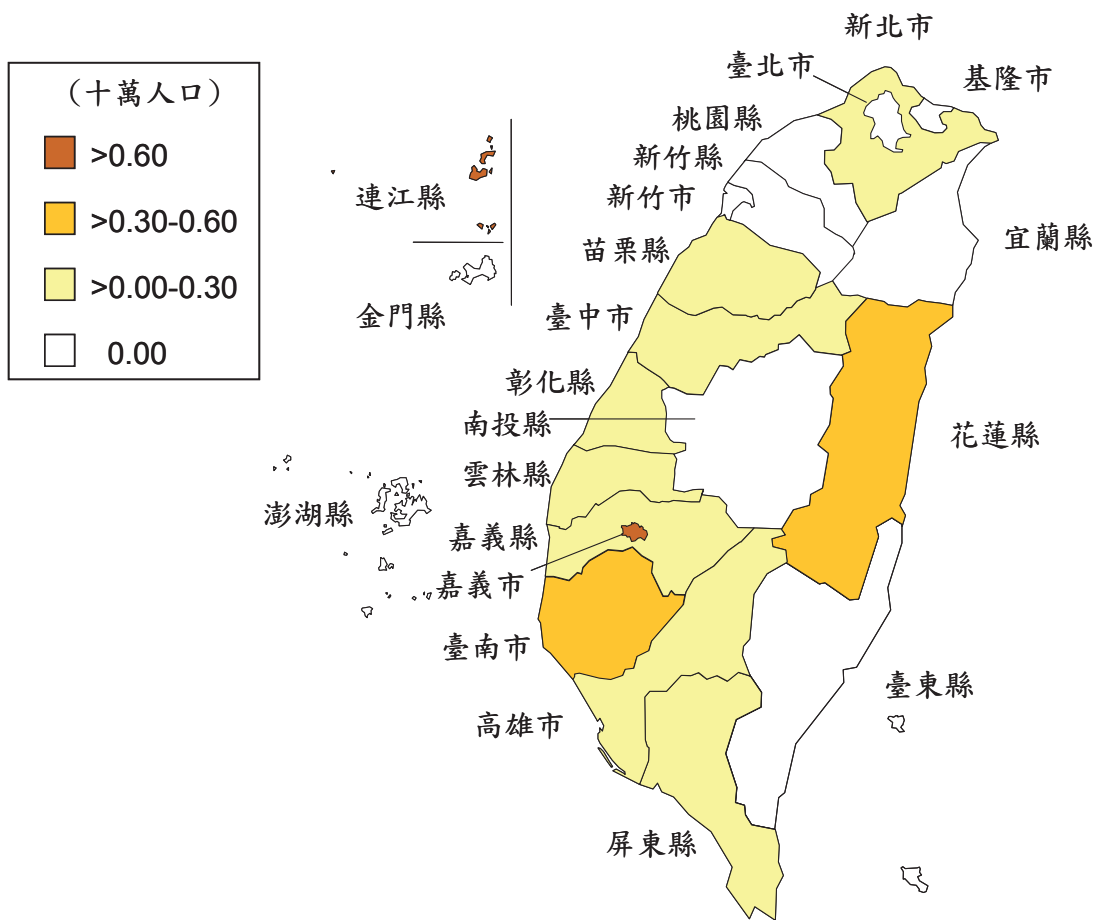 (十萬人口)
>0.60
>0.30-0.60
>0.00-0.30
0.00
新北市
臺北市
基隆市
桃園縣
新竹縣
新竹市
連江縣
苗栗縣
宜蘭縣
金門縣
臺中市
彰化縣
南投縣
花蓮縣
雲林縣
澎湖縣
嘉義縣
嘉義市
臺南市
臺東縣
高雄市
屏東縣